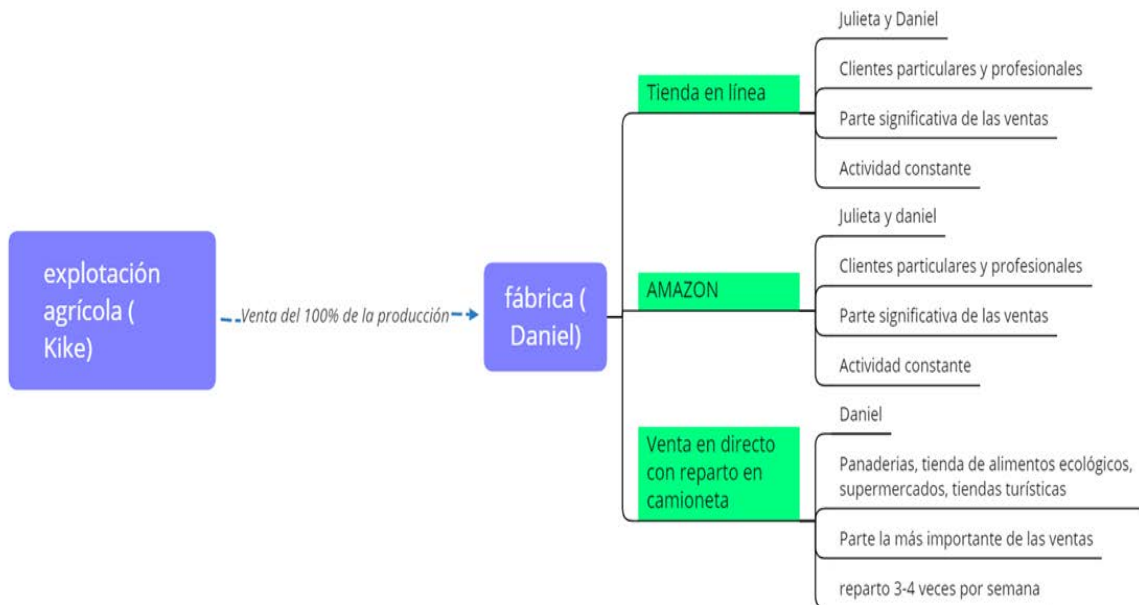 explotación
agrícola (
Kike)
Venta del 100% de la producción
fábrica (
Daniel)
Tienda en línea
Julieta y Daniel
Clientes particulares y profesionales
Parte significativa de las ventas
Actividad constante
AMAZON
Julieta y daniel
Clientes particulares y profesionales
Parte significativa de las ventas
Actividad constante
Venta en directo
con reparto en
camioneta
Daniel
Panaderias, tienda de alimentos ecológicos,
supermercados, tiendas turísticas
Parte la más importante de las ventas
reparto 3-4 veces por semana